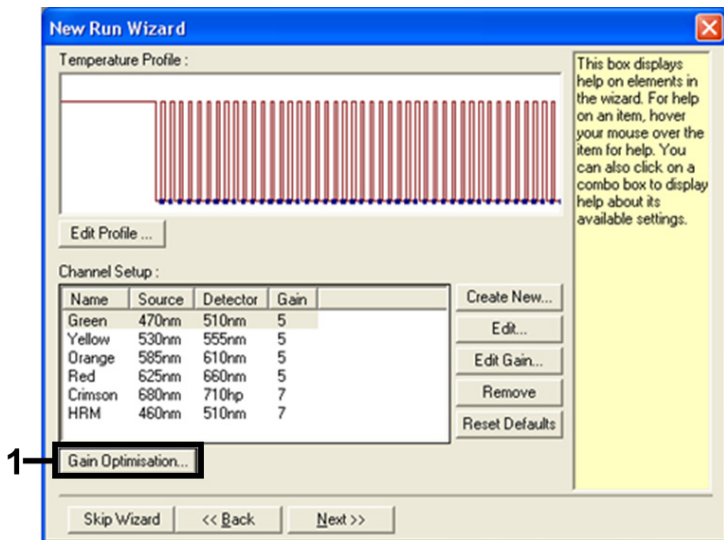 New Run Wizard
Temperature Profile :
This box displays
help on elements in
the wizard. For help
on an item, hover
your mouse over the
item for help. You
can also click on a
combo box to display
help about its
available settings.
Edit Profile ...
Channel Setup :
Name Source Detector Gain
Green 470nm 510nm 5
Yellow 530nm 555nm 5
Orange 585nm 610nm 5
Red 625nm 660nm 5
Crimson 680nm 710hp 7
HRM 460nm 510nm 7
Create New...
Edit...
Edit Gain...
Remove
Reset Defaults
1
Gain Optimisation...
Skip Wizard << Back Next >>